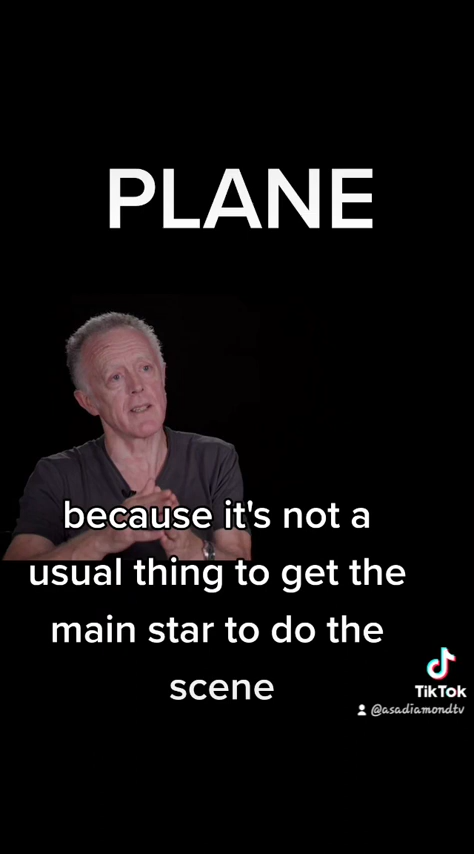 PLANE
because it's not a
usual thing to get the
main star to do the
scene
TikTok
@asadiamondtv